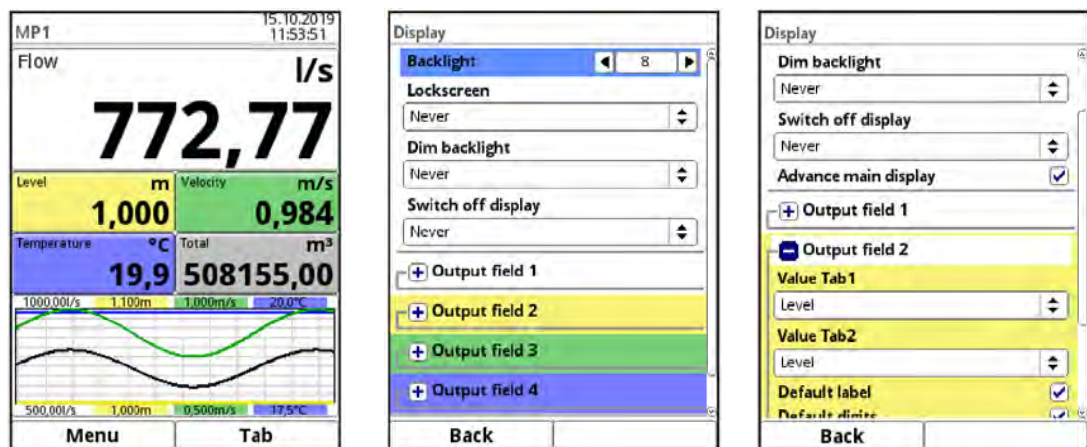 MP1
15.10.2019
11:53:51
Flow
l/s
772,77
Level m
1,000
Velocity m/s
0,984
Temperature °C
19,9
Total m³
508155,00
1000,00l/s 1,100m 1,000m/s 20,0°C
500,00l/s 1,000m 0,500m/s 17,5°C
Menu Tab
Display
Backlight 8
Lockscreen
Never
Dim backlight
Never
Switch off display
Never
+ Output field 1
+ Output field 2
+ Output field 3
+ Output field 4
Back
Display
Dim backlight
Never
Switch off display
Never
Advance main display
+ Output field 1
Output field 2
Value Tab1
Level
Value Tab2
Level
Default label
Default digits
Back